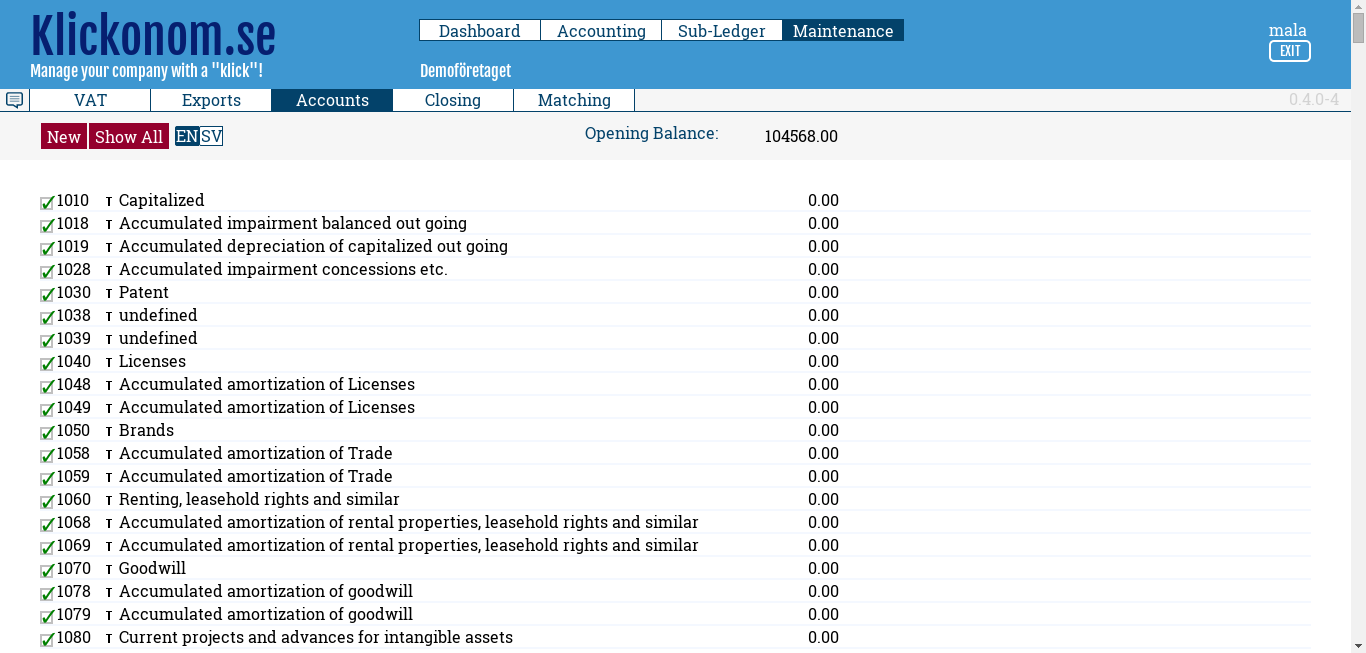 Klickonom.se
Manage your company with a "klick"!
Dashboard Accounting Sub-Ledger Maintenance
Demoföretaget
mala
EXIT
VAT Exports Accounts Closing Matching
0.4.0-4
New Show All EN SV
Opening Balance: 104568.00
1010 T Capitalized 0.00
1018 T Accumulated impairment balanced out going 0.00
1019 T Accumulated depreciation of capitalized out going 0.00
1028 T Accumulated impairment concessions etc. 0.00
1030 T Patent 0.00
1038 T undefined 0.00
1039 T undefined 0.00
1040 T Licenses 0.00
1048 T Accumulated amortization of Licenses 0.00
1049 T Accumulated amortization of Licenses 0.00
1050 T Brands 0.00
1058 T Accumulated amortization of Trade 0.00
1059 T Accumulated amortization of Trade 0.00
1060 T Renting, leasehold rights and similar 0.00
1068 T Accumulated amortization of rental properties, leasehold rights and similar 0.00
1069 T Accumulated amortization of rental properties, leasehold rights and similar 0.00
1070 T Goodwill 0.00
1078 T Accumulated amortization of goodwill 0.00
1079 T Accumulated amortization of goodwill 0.00
1080 T Current projects and advances for intangible assets 0.00